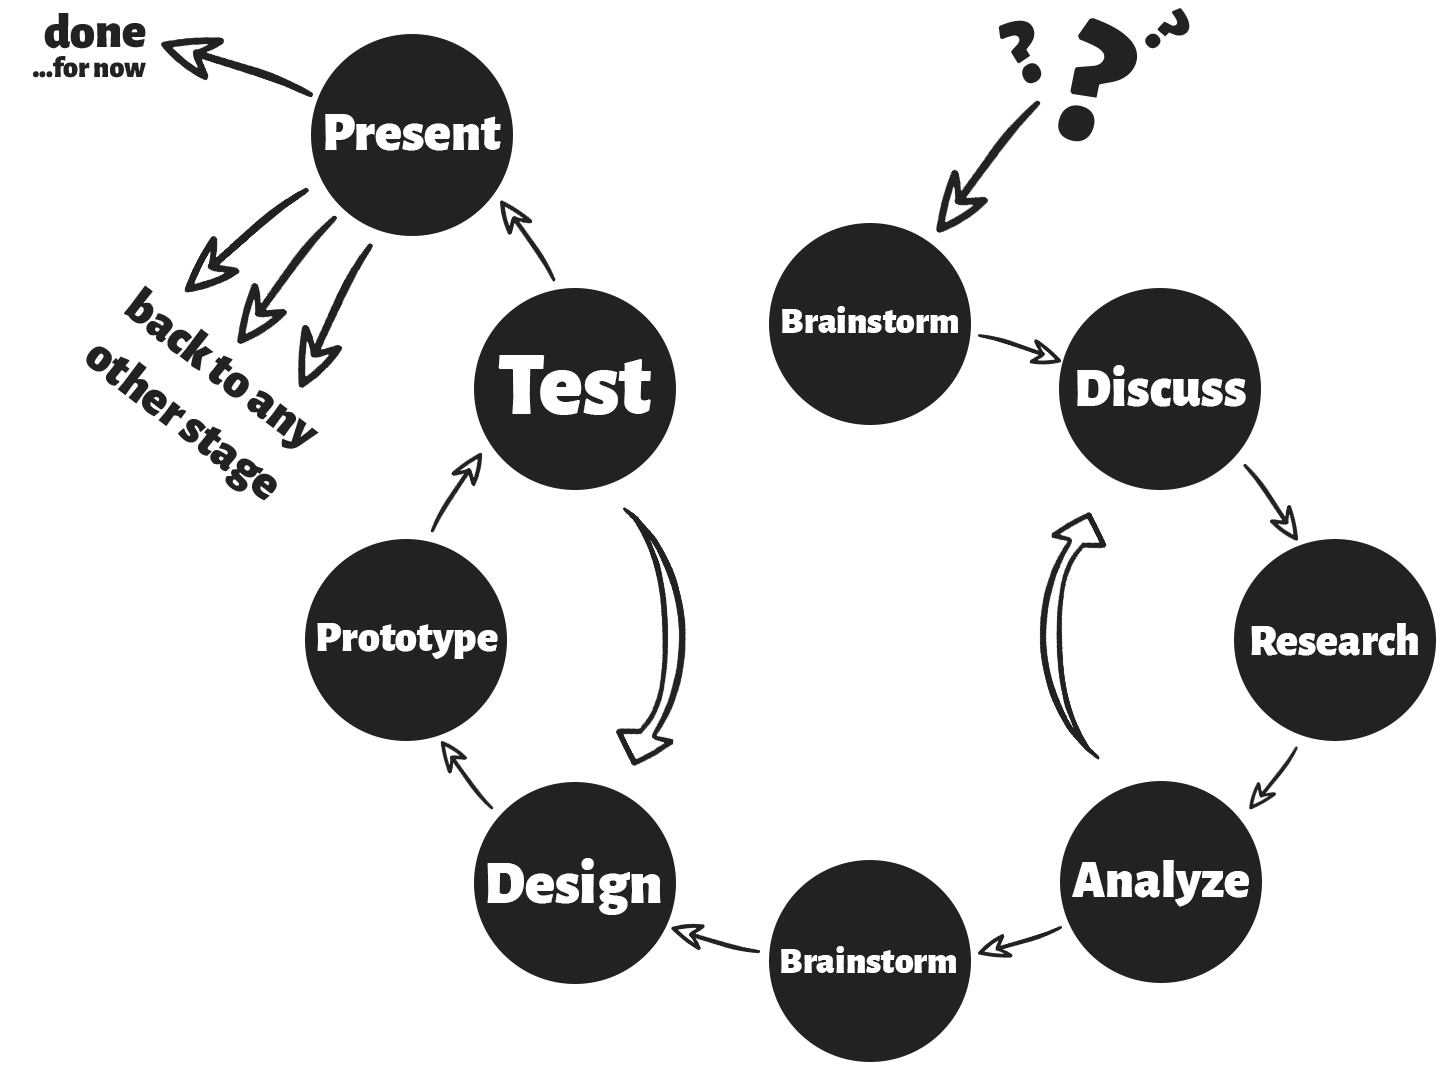 ? ? ?
Brainstorm
Discuss
Research
Analyze
Brainstorm
Design
Prototype
Test
Present
done
...for now
back to any
other stage